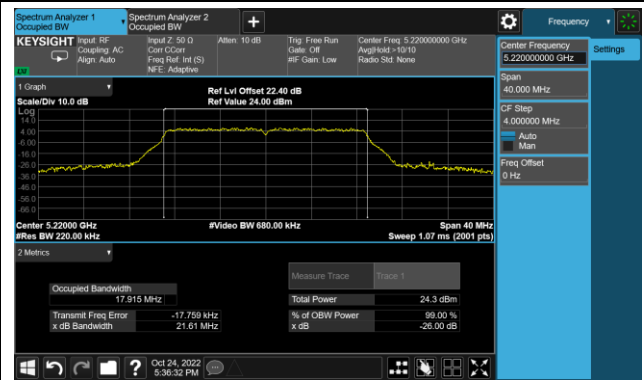 Spectrum Analyzer 1
Occupied BW
Spectrum Analyzer 2
Occupied BW
+
Frequency
KEYSIGHT
Input: RF
Coupling: AC
Align: Auto
Input Z: 50 Ω
Corr CCorr
Freq Ref: Int (S)
NFE: Adaptive
Atten: 10 dB
Trig: Free Run
Gate: Off
#IF Gain: Low
Center Freq: 5.220000000 GHz
Avg|Hold >10/10
Radio Std: None
LXI
Center Frequency
5.220000000 GHz
Settings
Span
40.000 MHz
CF Step
4.000000 MHz
Auto
Man
Freq Offset
0 Hz
1 Graph
Scale/Div 10.0 dB
Ref Lvl Offset 22.40 dB
Ref Value 24.00 dBm
Log
14.0
4.00
-6.00
-16.0
-26.0
-36.0
-46.0
-56.0
-66.0
Center 5.22000 GHz
#Video BW 680.00 kHz
Span 40 MHz
#Res BW 220.00 kHz
Sweep 1.07 ms (2001 pts)
2 Metrics
Measure Trace
Trace 1
Occupied Bandwidth
17.915 MHz
Total Power
24.3 dBm
Transmit Freq Error
-17.759 kHz
% of OBW Power
99.00 %
x dB Bandwidth
21.61 MHz
x dB
-26.00 dB
?
Oct 24, 2022
5:36:32 PM